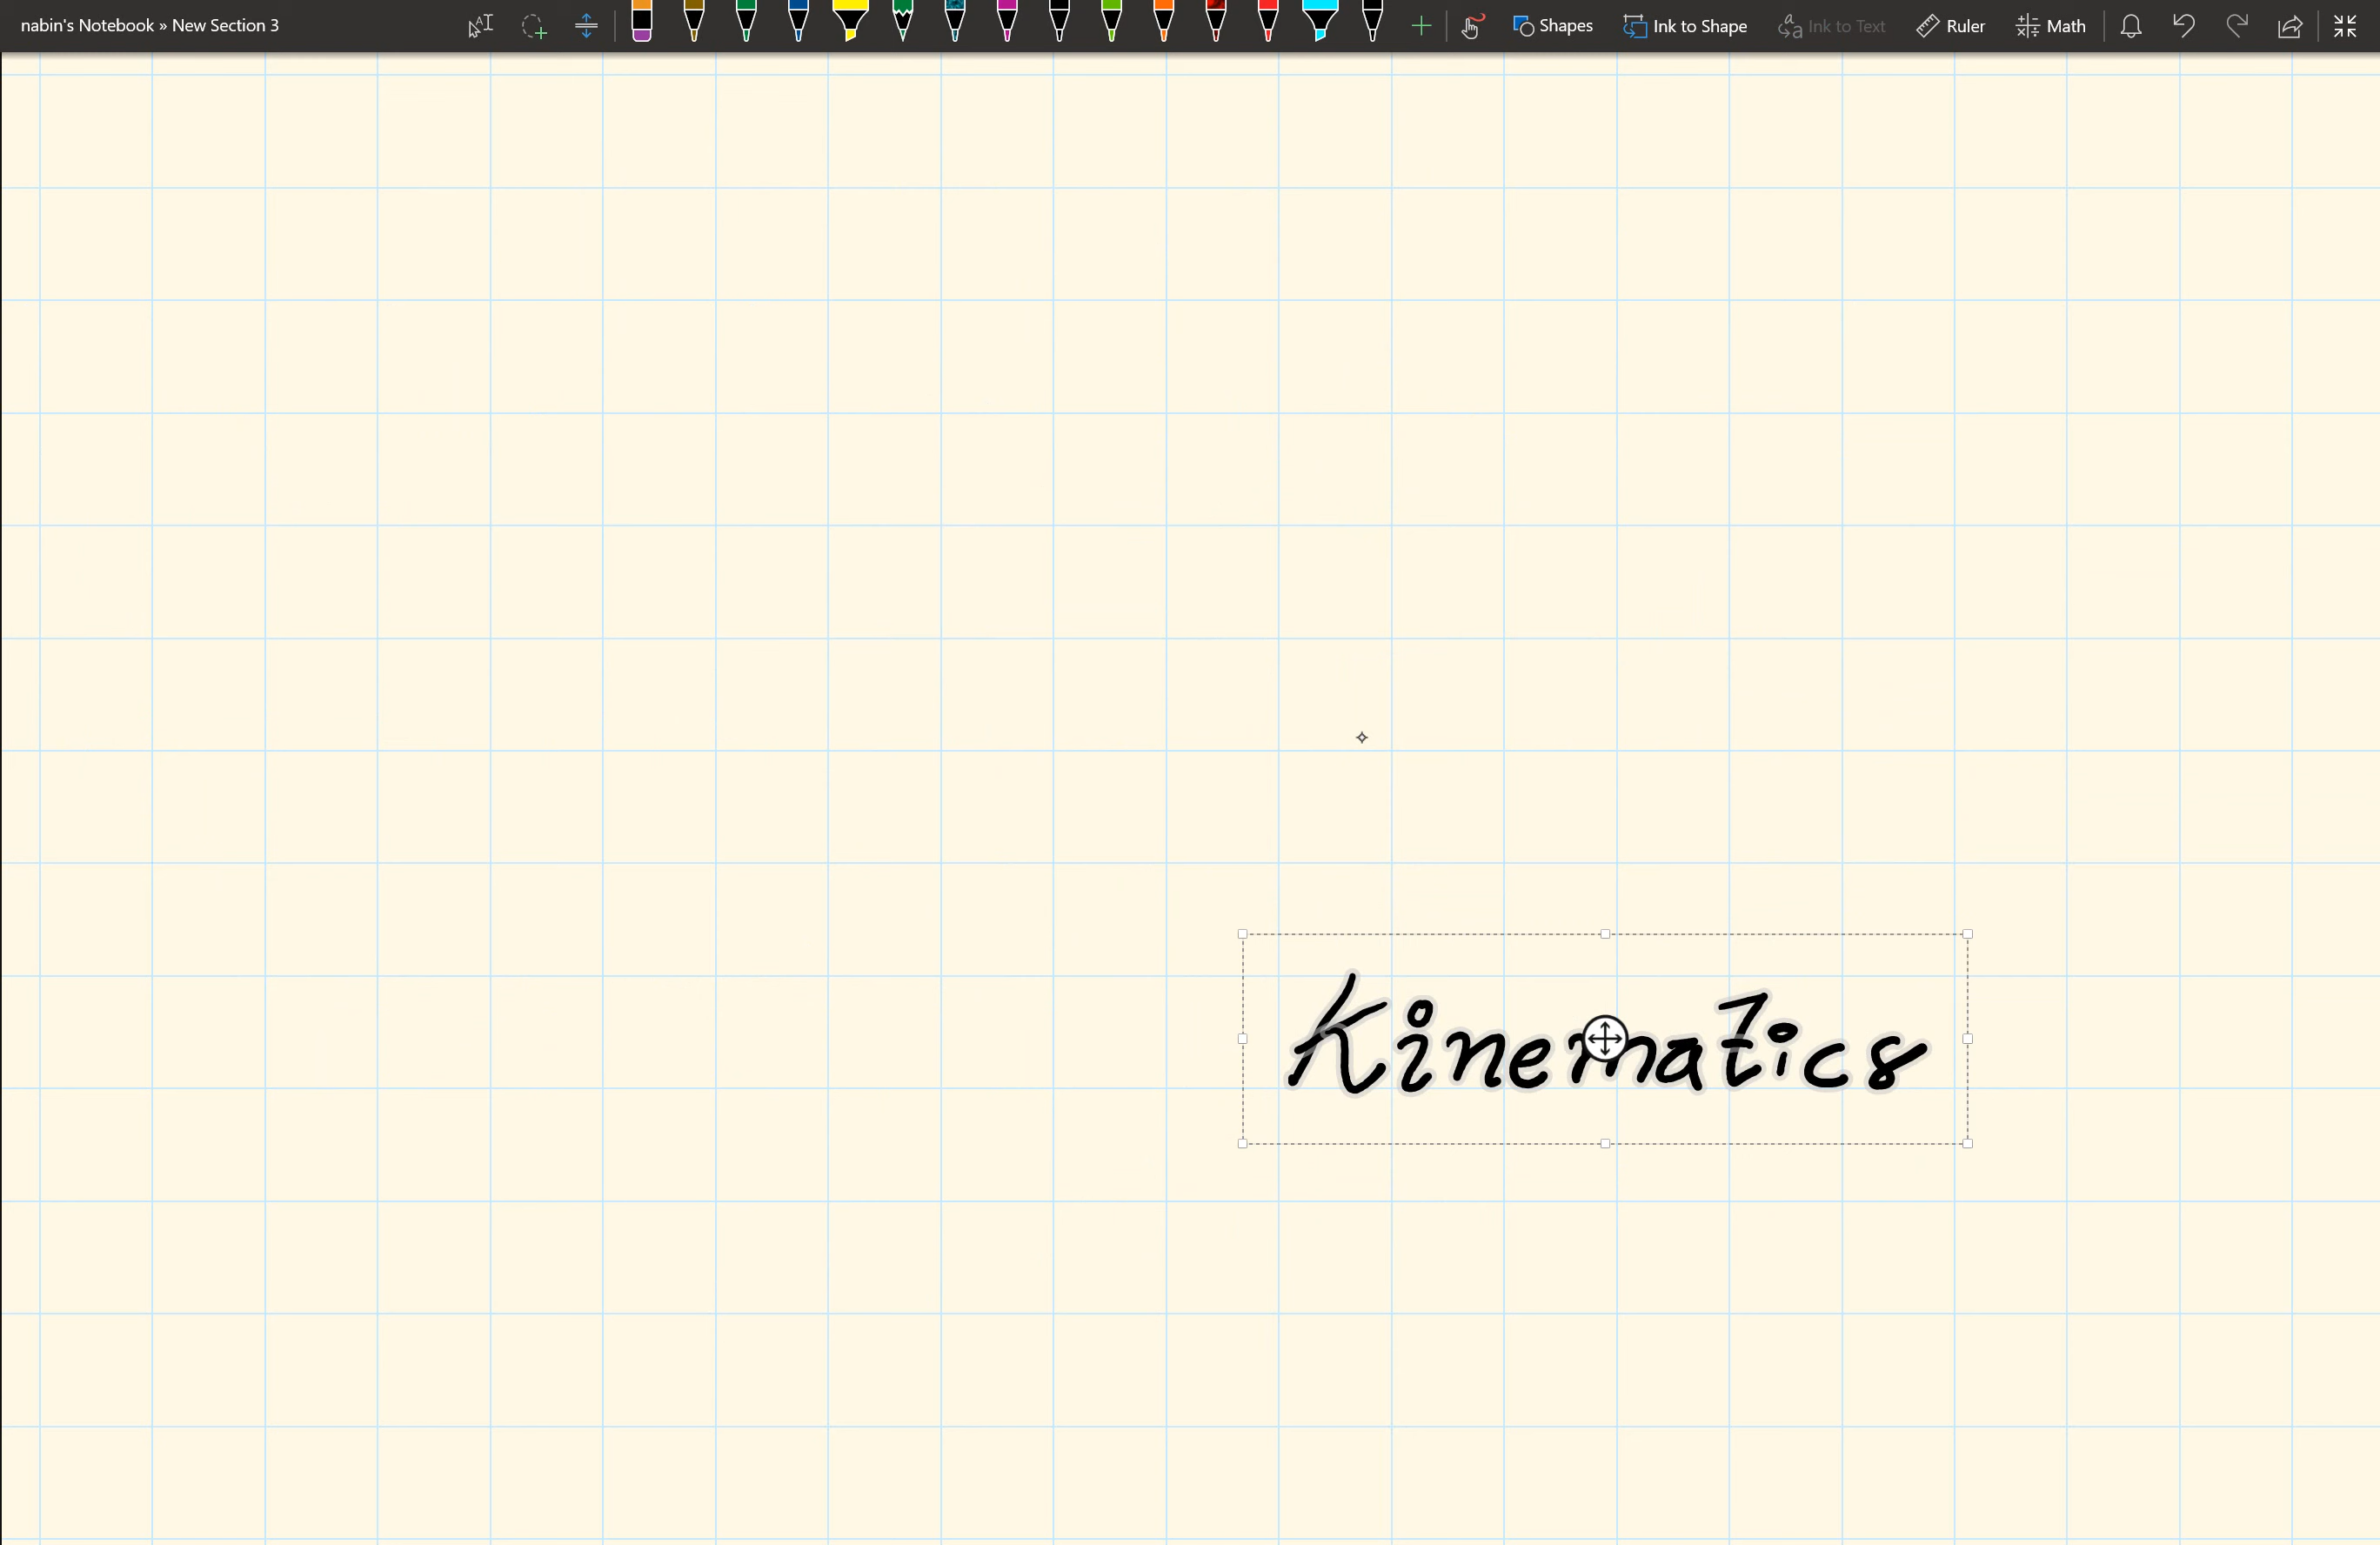 nabin's Notebook » New Section 3
Shapes
Ink to Shape
Ink to Text
Ruler
Math
Kinematics